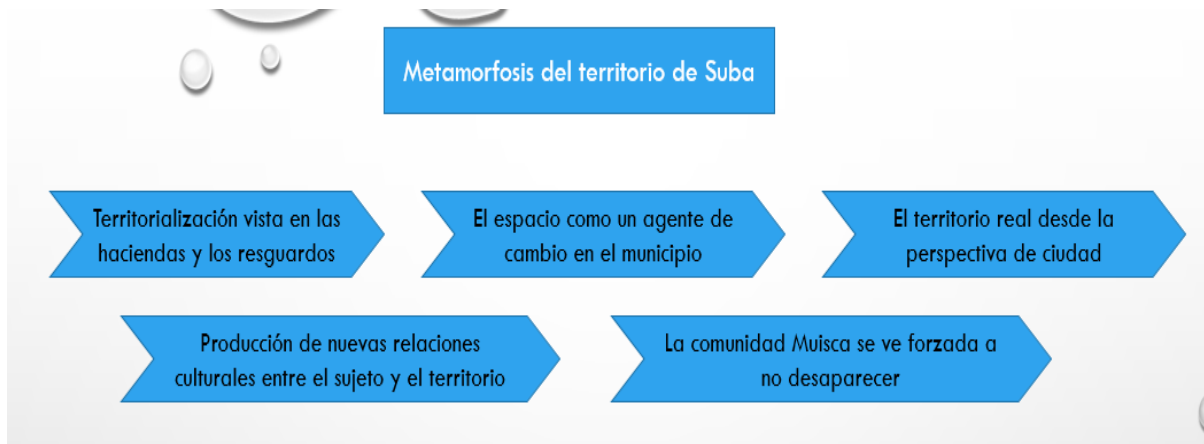 Metamorfosis del territorio de Suba
Territorialización vista en las
haciendas y los resguardos
El espacio como un agente de
cambio en el municipio
El territorio real desde la
perspectiva de ciudad
Producción de nuevas relaciones
culturales entre el sujeto y el territorio
La comunidad Muisca se ve forzada a
no desaparecer